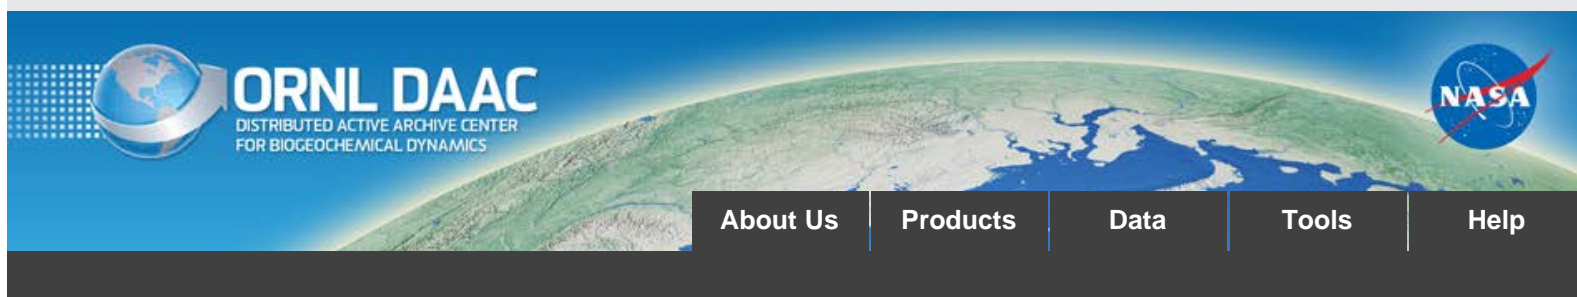 ORNL DAAC
DISTRIBUTED ACTIVE ARCHIVE CENTER
FOR BIOGEOCHEMICAL DYNAMICS
NASA
About Us Products Data Tools Help